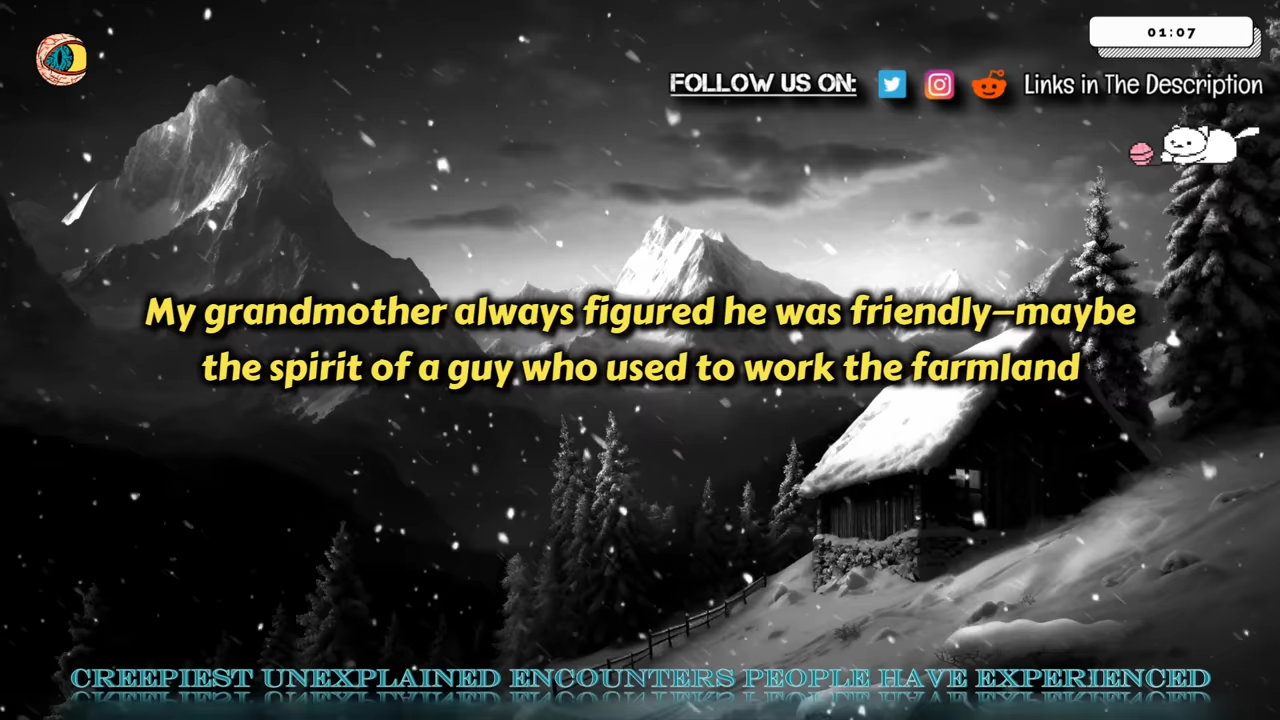 01:07
FOLLOW US ON: Links in The Description
My grandmother always figured he was friendly–maybe
the spirit of a guy who used to work the farmland
CREEPIEST UNEXPLAINED ENCOUNTERS PEOPLE HAVE EXPERIENCED